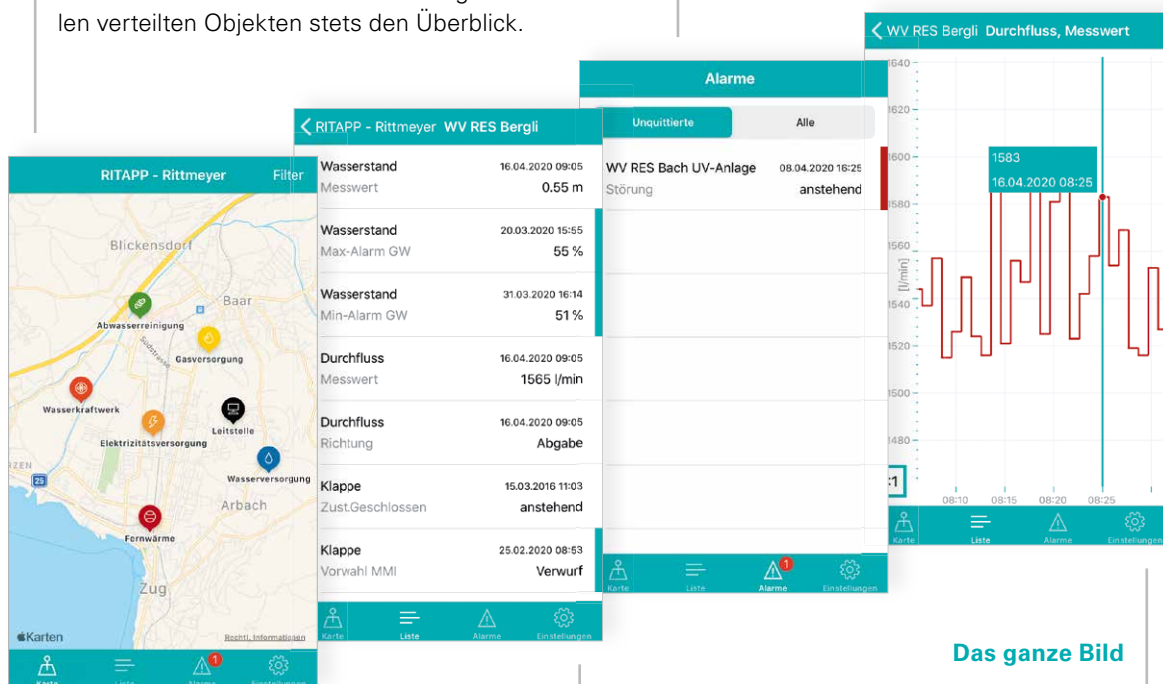 len verteilten Objekten stets den Überblick.
RITAPP - Rittmeyer Filter
Blickensdorf
Baar
Abwasserreinigung
Südstrasse
Gasversorgung
Wasserkraftwerk
Leitstelle
Elektrizitätsversorgung
25
Wasserversorgung
Arbach
Fernwärme
Zug
Karten
Rechtl. Informationen
1
Karte Liste Alarme Einstellungen
RITAPP - Rittmeyer WV RES Bergli
Wasserstand 16.04.2020 09:05
Messwert 0.55 m
Wasserstand 20.03.2020 15:55
Max-Alarm GW 55 %
Wasserstand 31.03.2020 16:14
Min-Alarm GW 51 %
Durchfluss 16.04.2020 09:05
Messwert 1565 l/min
Durchfluss 16.04.2020 09:05
Richtung Abgabe
Klappe 15.03.2016 11:03
Zust.Geschlossen anstehend
Klappe 25.02.2020 08:53
Vorwahl MMI Verwurf
Karte Liste Alarme Einstellungen
Alarme
Unquittierte Alle
WV RES Bach UV-Anlage 08.04.2020 16:25
Störung anstehend
1
Karte Liste Alarme Einstellungen
WV RES Bergli Durchfluss, Messwert
1640
1620
1600
1580
1560
[l/min]
1540
1520
1500
1480
1583
16.04.2020 08:25
:1
08:10 08:15 08:20 08:25
Karte Liste Alarme Einstellungen
Das ganze Bild